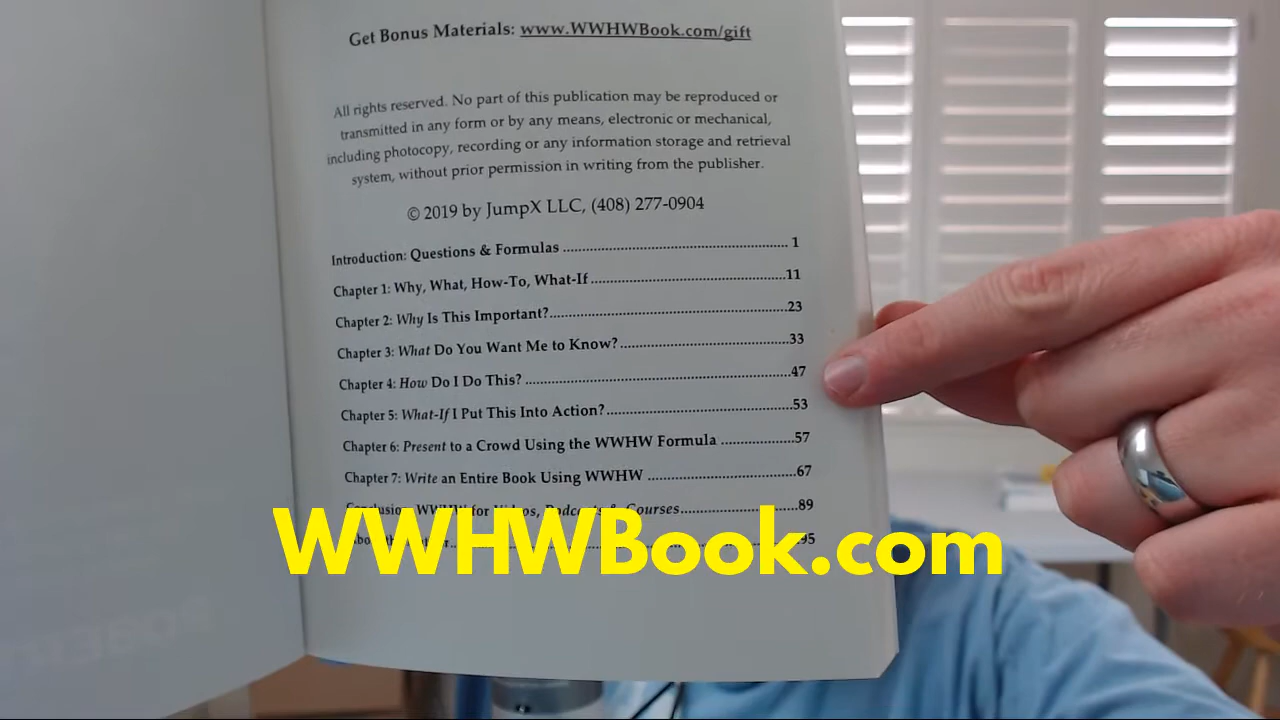 Get Bonus Materials: www.WWHWBook.com/gift
All rights reserved. No part of this publication may be reproduced or
transmitted in any form or by any means, electronic or mechanical,
including photocopy, recording or any information storage and retrieval
system, without prior permission in writing from the publisher.
© 2019 by JumpX LLC, (408) 277-0904
Introduction: Questions & Formulas ........................................................ 1
Chapter 1: Why, What, How-To, What-If ................................................11
Chapter 2: Why Is This Important?...........................................................23
Chapter 3: What Do You Want Me to Know? .........................................33
Chapter 4: How Do I Do This? ..................................................................47
Chapter 5: What-If I Put This Into Action? ..............................................53
Chapter 6: Present to a Crowd Using the WWHW Formula ..................57
Chapter 7: Write an Entire Book Using WWHW .....................................67
Conclusion: WWHW for Videos, Podcasts & Courses.............................89
95
WWHWBook.com